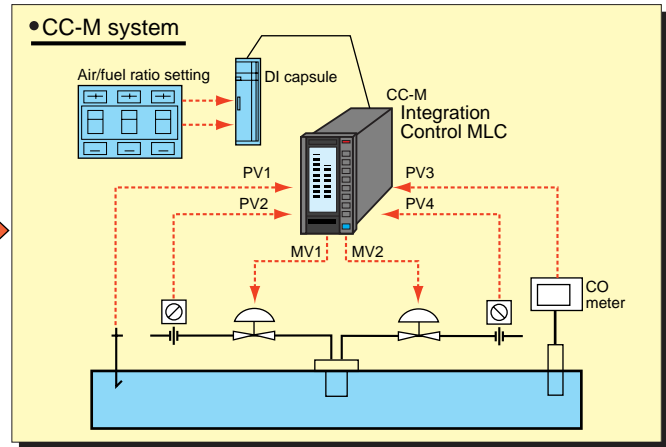 •CC-M system
Air/fuel ratio setting
DI capsule
CC-M
Integration
Control MLC
PV1
PV3
PV2
PV4
MV1
MV2
CO
meter